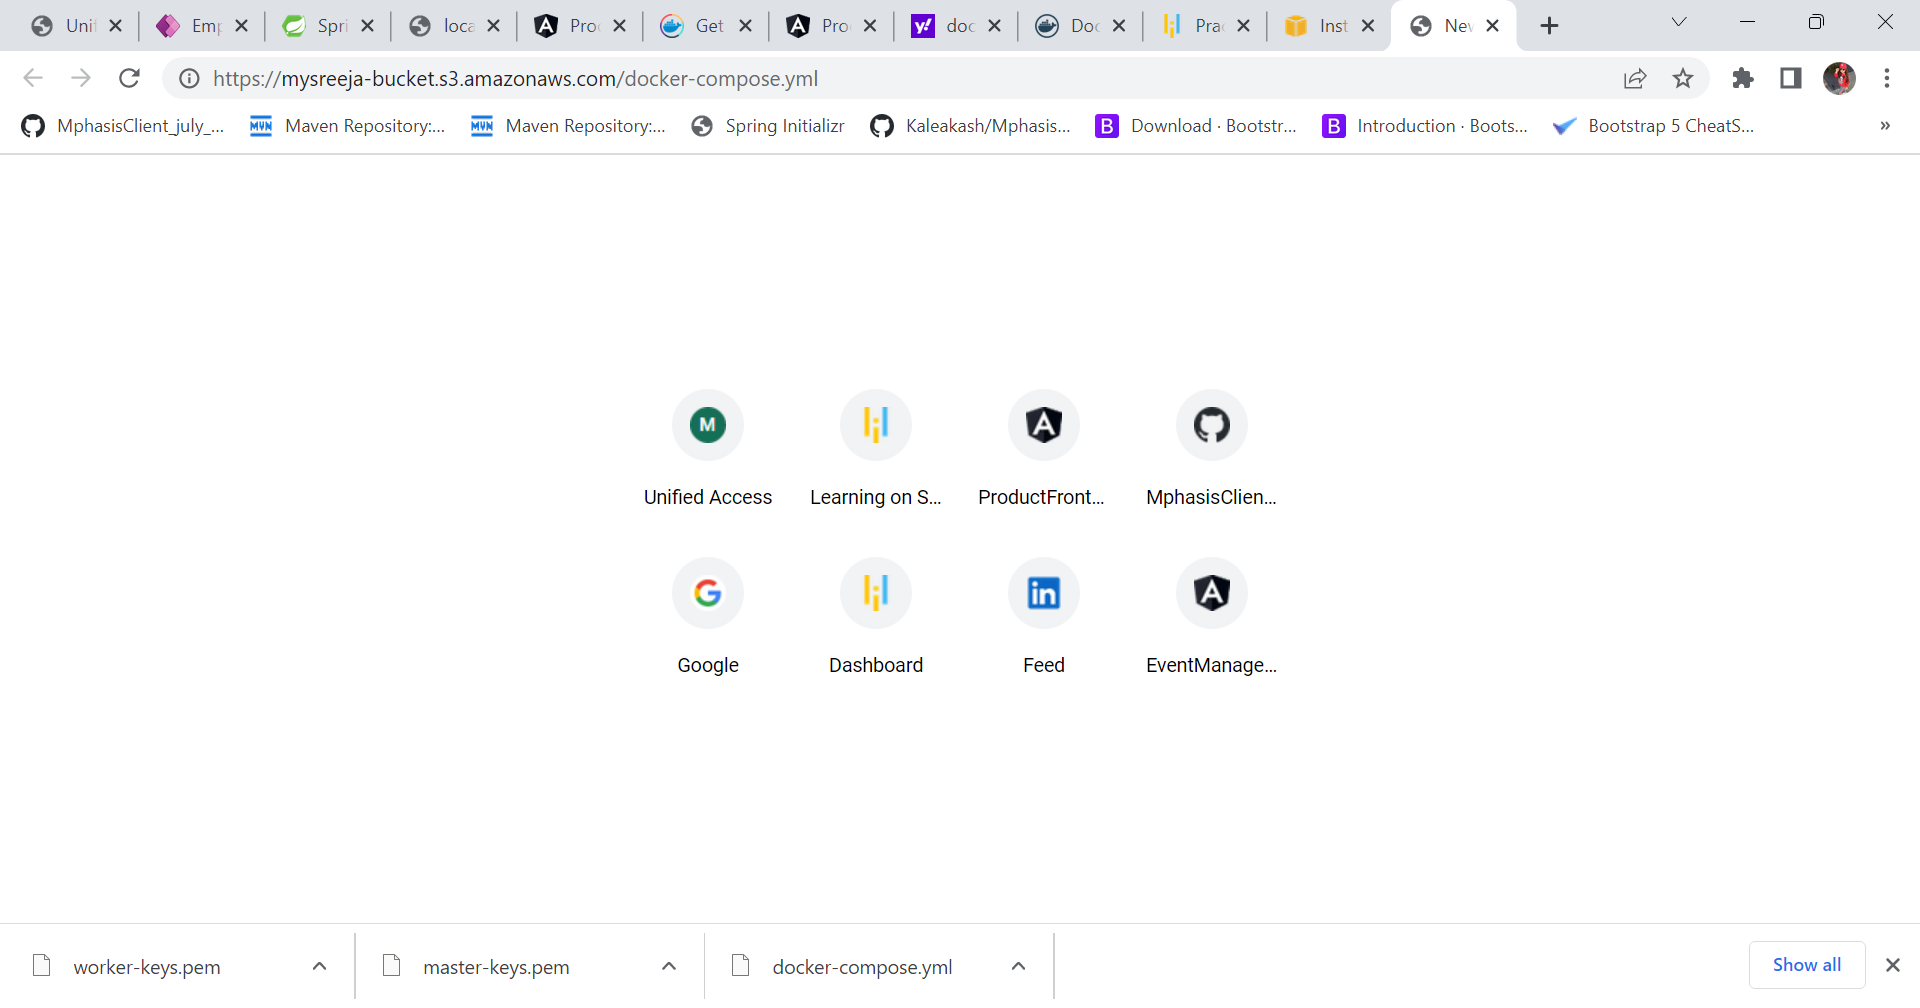 Uni
Emp
Spri
loca
Proc
Get
Pro
doc
Doc
Prac
Inst
New
https://mysreeja-bucket.s3.amazonaws.com/docker-compose.yml
MphasisClient_july_...
Maven Repository:...
Maven Repository:...
Spring Initializr
Kaleakash/Mphasis...
B
Download · Bootstr...
B
Introduction · Boots...
Bootstrap 5 CheatS...
»
M
Unified Access
Learning on S...
ProductFront...
MphasisClien...
Google
Dashboard
Feed
EventManage...
worker-keys.pem
master-keys.pem
docker-compose.yml
Show all